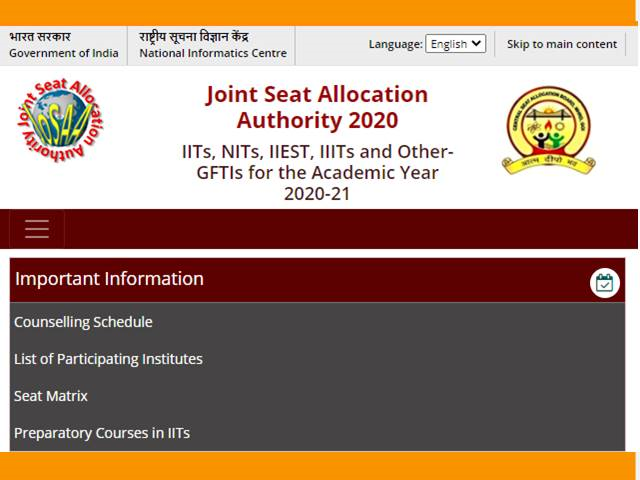 भारत सरकार
Government of India
राष्ट्रीय सूचना विज्ञान केंद्र
National Informatics Centre
Language: English
Skip to main content
Joint Seat Allocation Authority
JOSAA
Joint Seat Allocation
Authority 2020
IITs, NITs, IIEST, IIITs and Other-
GFTIs for the Academic Year
2020-21
CENTRAL SEAT ALLOCATION BOARD
आत्म दीपो भव
Important Information
Counselling Schedule
List of Participating Institutes
Seat Matrix
Preparatory Courses in IITs